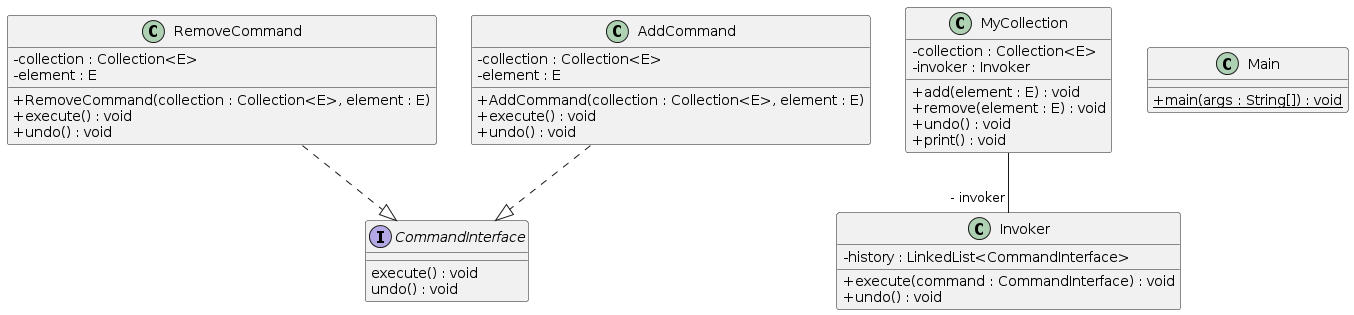 C RemoveCommand
-collection : Collection<E>
-element : E
+RemoveCommand(collection : Collection<E>, element : E)
+execute() : void
+undo() : void
C AddCommand
-collection : Collection<E>
-element : E
+AddCommand(collection : Collection<E>, element : E)
+execute() : void
+undo() : void
C MyCollection
-collection : Collection<E>
-invoker : Invoker
+add(element : E) : void
+remove(element : E) : void
+undo() : void
+print() : void
C Main
+main(args : String[]) : void
- invoker
I CommandInterface
execute() : void
undo() : void
C Invoker
-history : LinkedList<CommandInterface>
+execute(command : CommandInterface) : void
+undo() : void